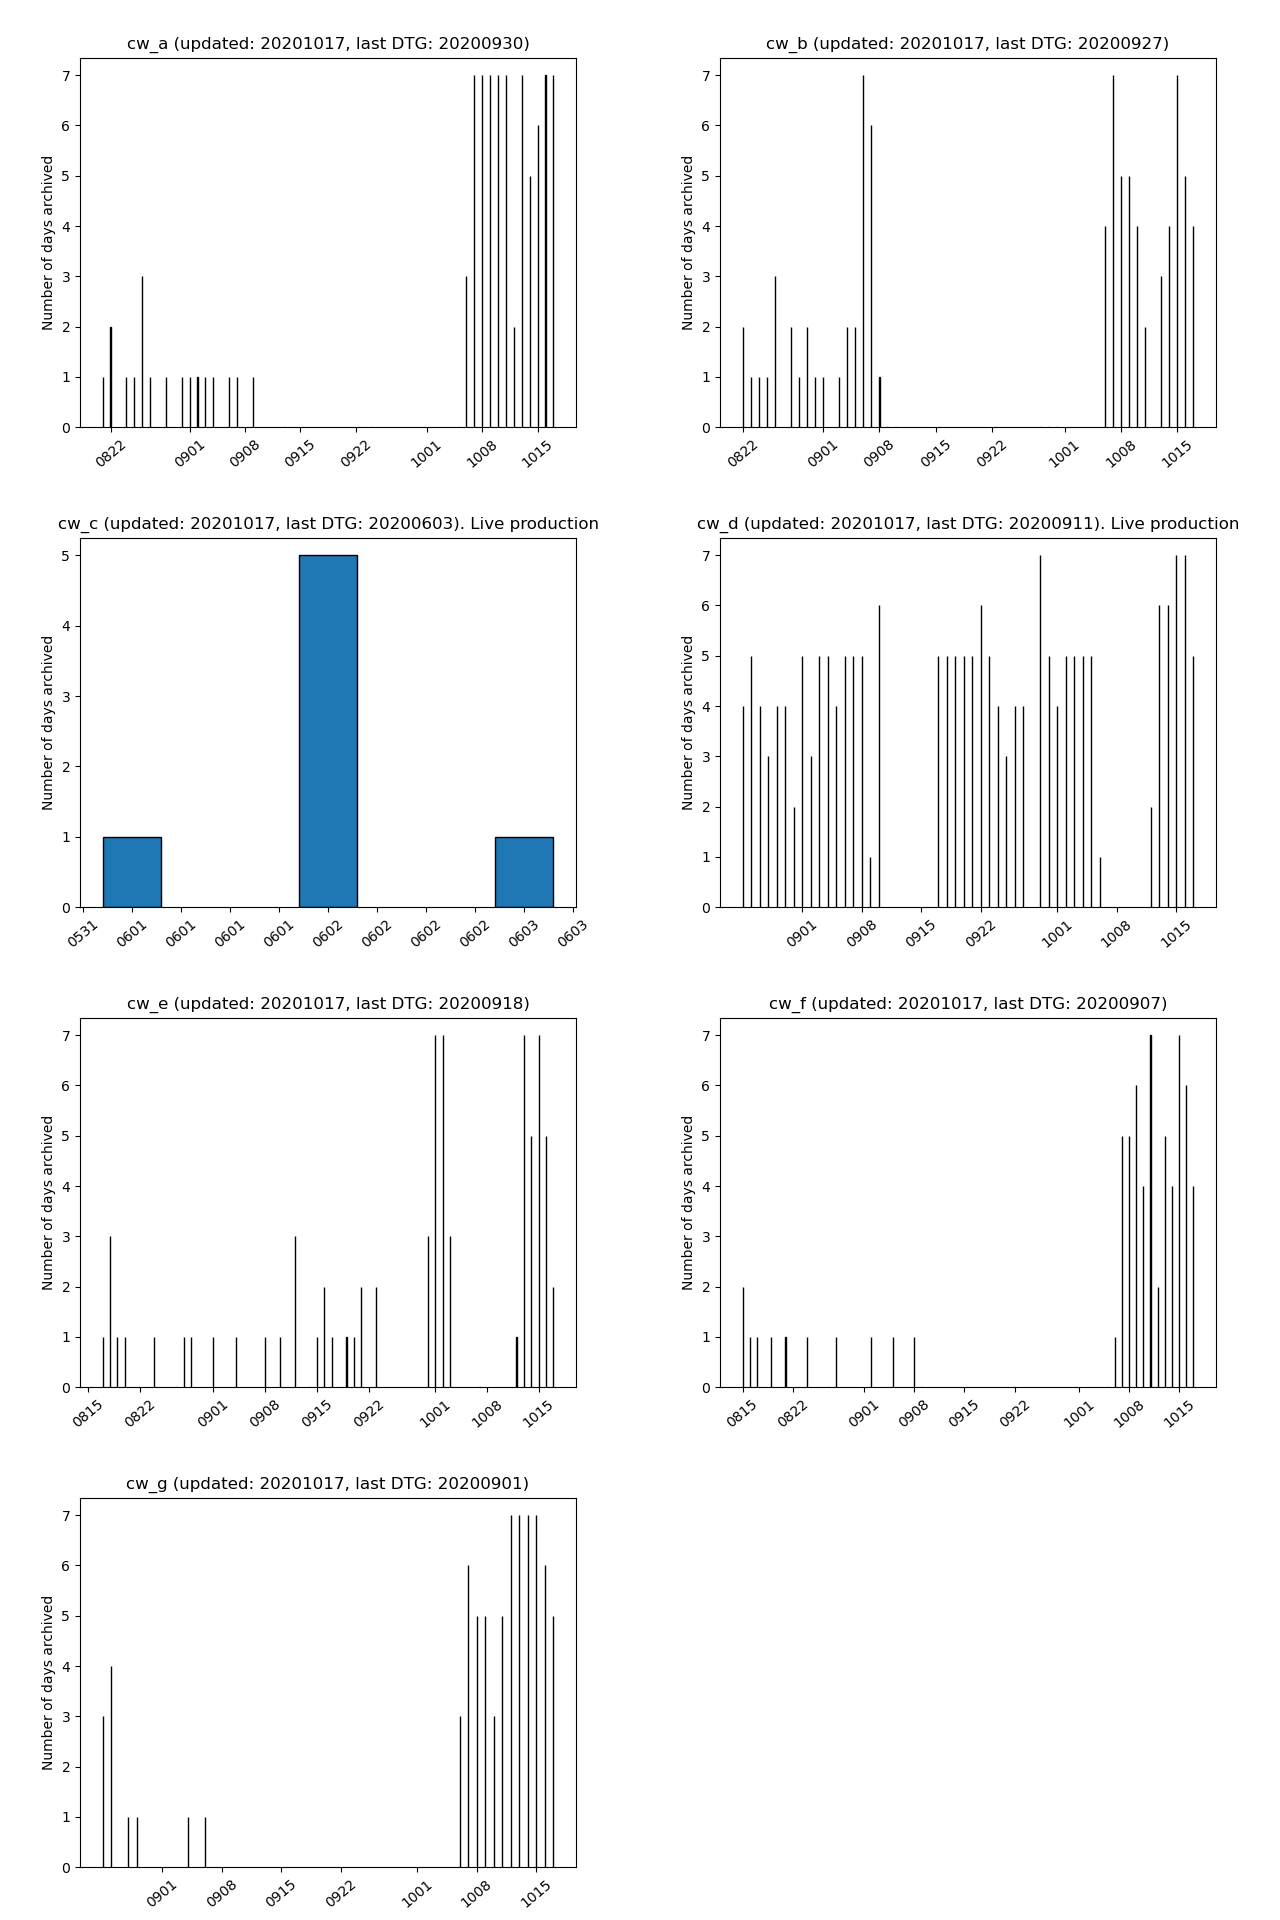 cw_a (updated: 20201017, last DTG: 20200930)
Number of days archived
7
6
5
4
3
2
1
0
0822 0901 0908 0915 0922 1001 1008 1015
cw_b (updated: 20201017, last DTG: 20200927)
Number of days archived
7
6
5
4
3
2
1
0
0822 0901 0908 0915 0922 1001 1008 1015
cw_c (updated: 20201017, last DTG: 20200603). Live production
Number of days archived
5
4
3
2
1
0
0531 0601 0601 0601 0601 0602 0602 0602 0602 0603 0603
cw_d (updated: 20201017, last DTG: 20200911). Live production
Number of days archived
7
6
5
4
3
2
1
0
0901 0908 0915 0922 1001 1008 1015
cw_e (updated: 20201017, last DTG: 20200918)
Number of days archived
7
6
5
4
3
2
1
0
0815 0822 0901 0908 0915 0922 1001 1008 1015
cw_f (updated: 20201017, last DTG: 20200907)
Number of days archived
7
6
5
4
3
2
1
0
0815 0822 0901 0908 0915 0922 1001 1008 1015
cw_g (updated: 20201017, last DTG: 20200901)
Number of days archived
7
6
5
4
3
2
1
0
0901 0908 0915 0922 1001 1008 1015